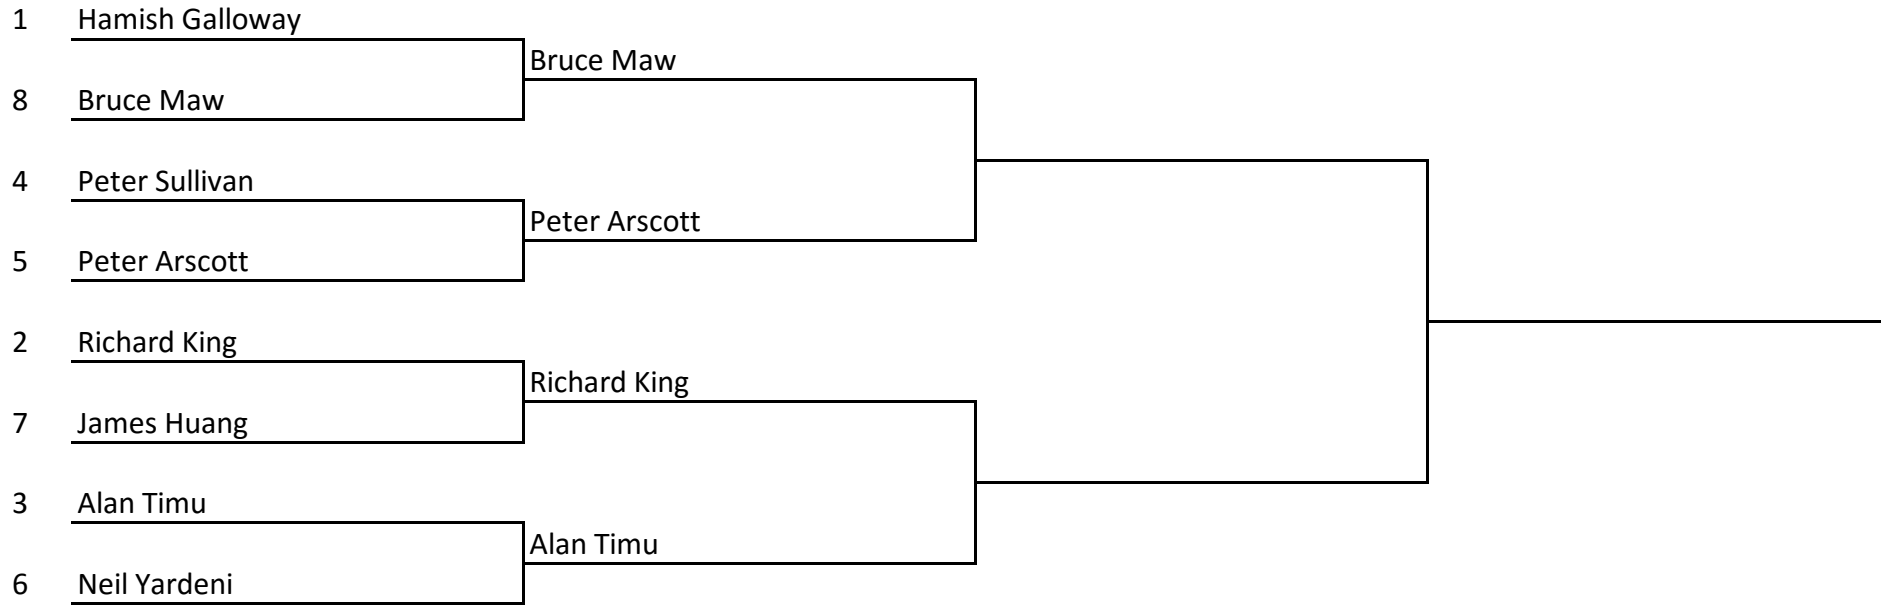 1 Hamish Galloway
Bruce Maw
8 Bruce Maw
4 Peter Sullivan
Peter Arscott
5 Peter Arscott
2 Richard King
Richard King
7 James Huang
3 Alan Timu
Alan Timu
6 Neil Yardeni